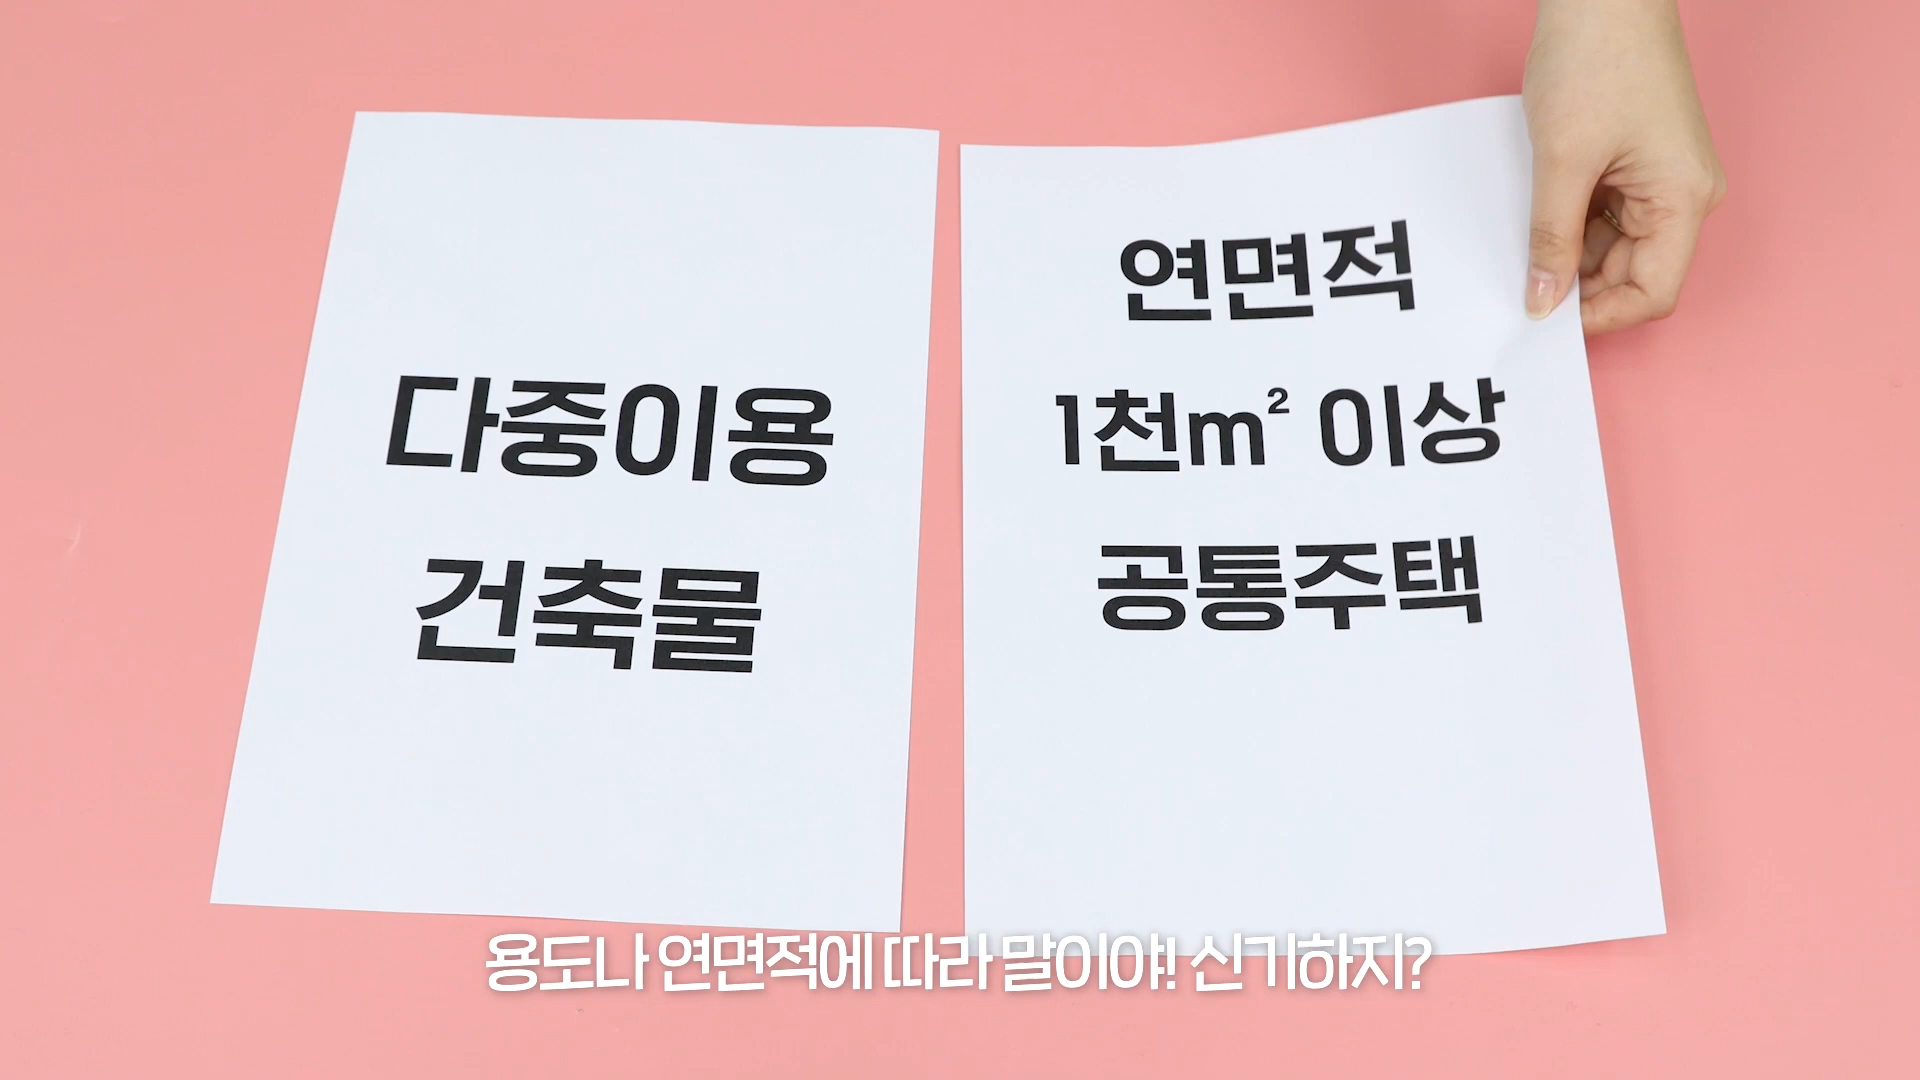 다중이용
건축물
연면적
1천m² 이상
공통주택
용도나 연면적에 따라 말이야! 신기하지?